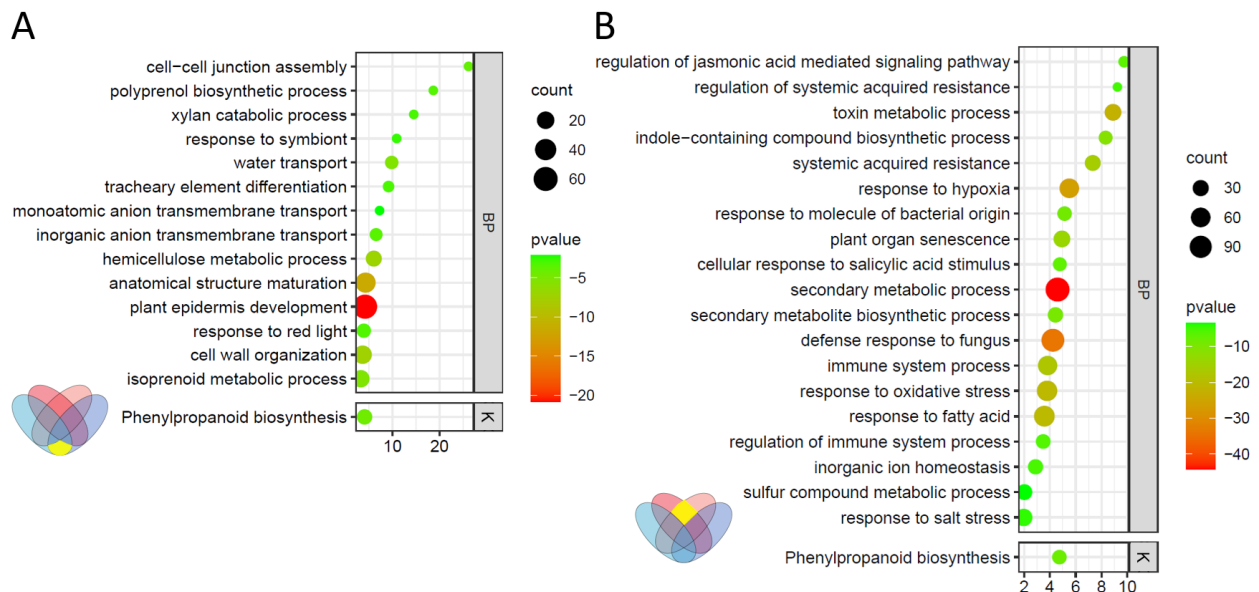 A
cell−cell junction assembly
polyprenol biosynthetic process
xylan catabolic process
response to symbiont
water transport
tracheary element differentiation
monoatomic anion transmembrane transport
inorganic anion transmembrane transport
hemicellulose metabolic process
anatomical structure maturation
plant epidermis development
response to red light
cell wall organization
isoprenoid metabolic process
Phenylpropanoid biosynthesis
BP
K
10 20
count
20
40
60
pvalue
−5
−10
−15
−20
B
regulation of jasmonic acid mediated signaling pathway
regulation of systemic acquired resistance
toxin metabolic process
indole−containing compound biosynthetic process
systemic acquired resistance
response to hypoxia
response to molecule of bacterial origin
plant organ senescence
cellular response to salicylic acid stimulus
secondary metabolic process
secondary metabolite biosynthetic process
defense response to fungus
immune system process
response to oxidative stress
response to fatty acid
regulation of immune system process
inorganic ion homeostasis
sulfur compound metabolic process
response to salt stress
Phenylpropanoid biosynthesis
BP
K
2 4 6 8 10
count
30
60
90
pvalue
−10
−20
−30
−40